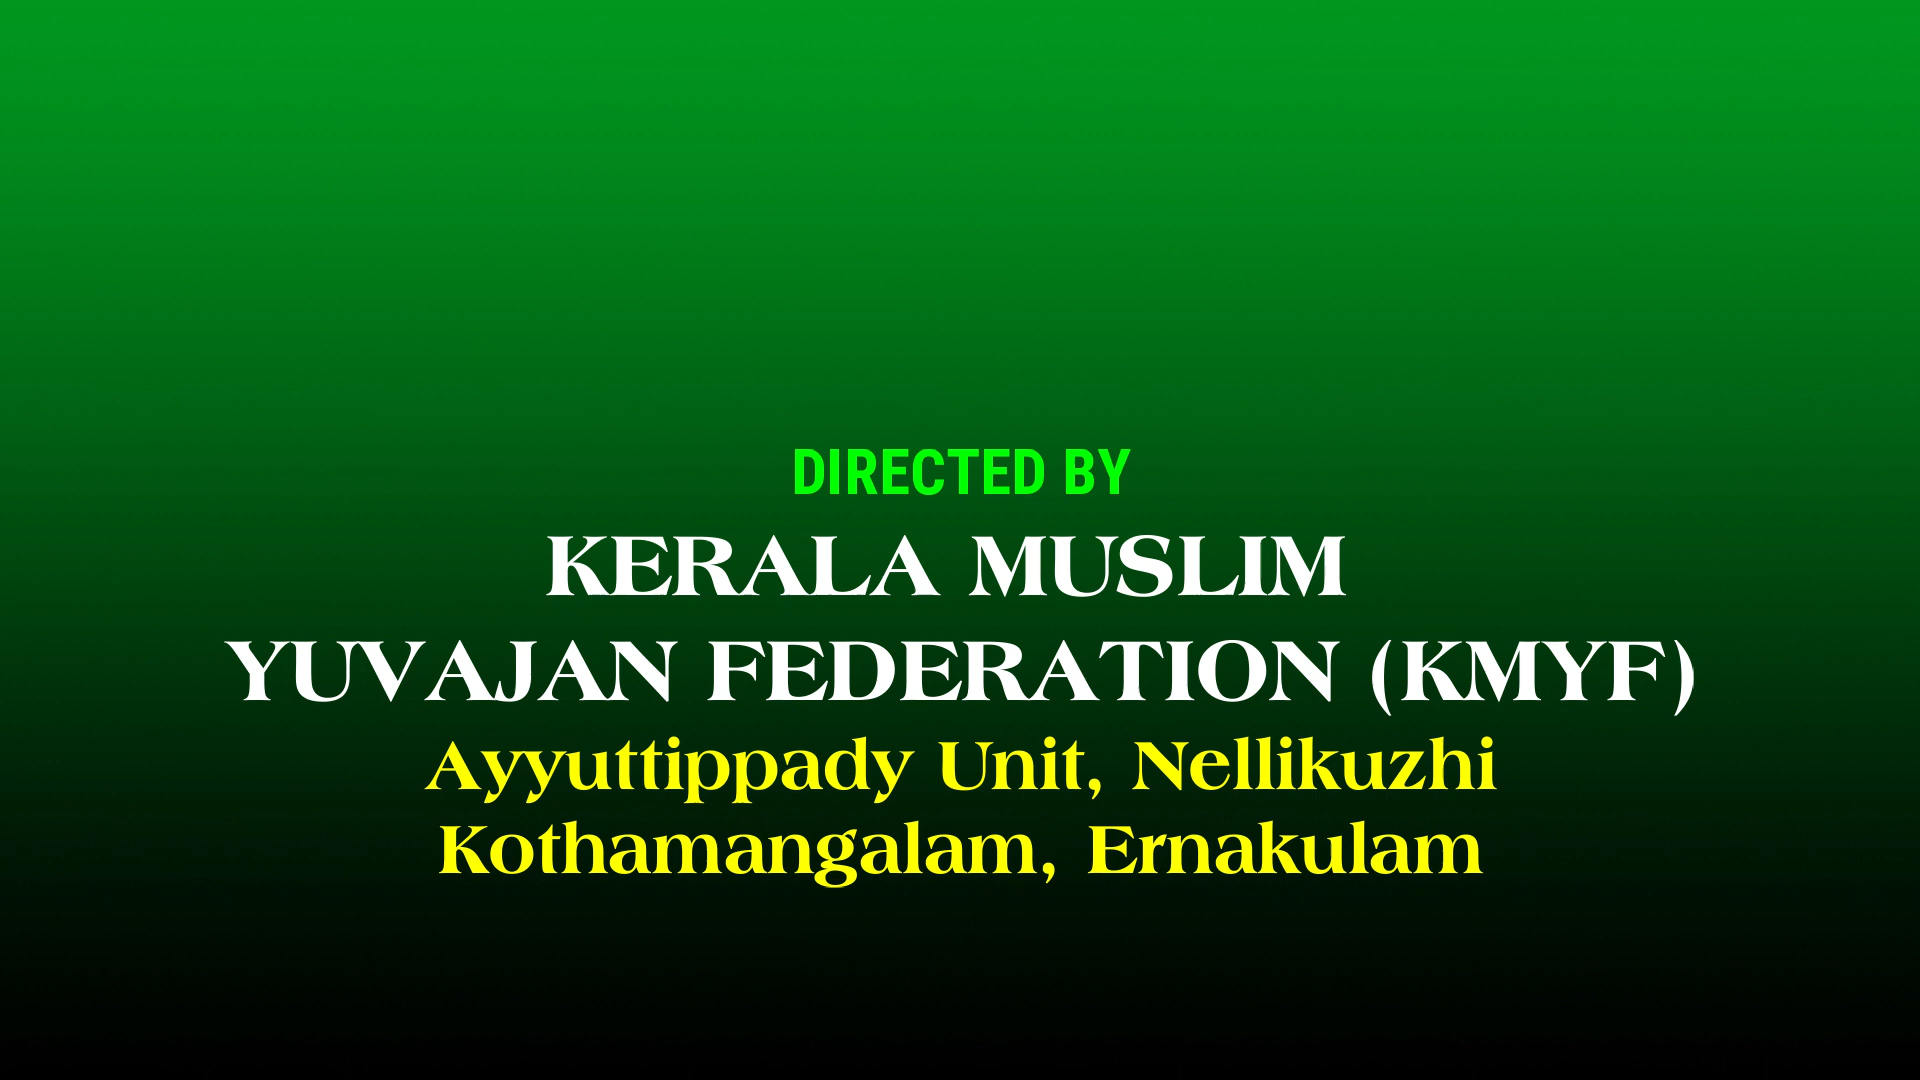 DIRECTED BY
KERALA MUSLIM
YUVAJAN FEDERATION (KMYF)
Ayyuttippady Unit, Nellikuzhi
Kothamangalam, Ernakulam